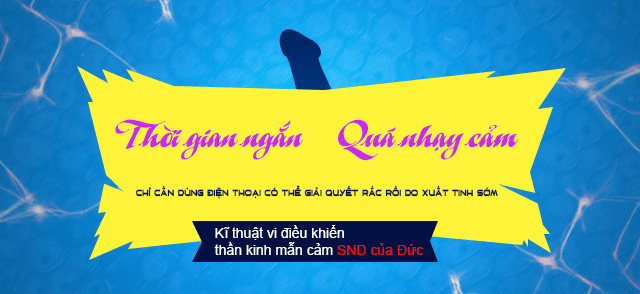 Thời gian ngắn Quá nhạy cảm
CHỈ CẦN DÙNG ĐIỆN THOẠI CÓ THỂ GIẢI QUYẾT RẮC RỐI DO XUẤT TINH SỚM
Kĩ thuật vi điều khiển
thần kinh mẫn cảm SND của Đức